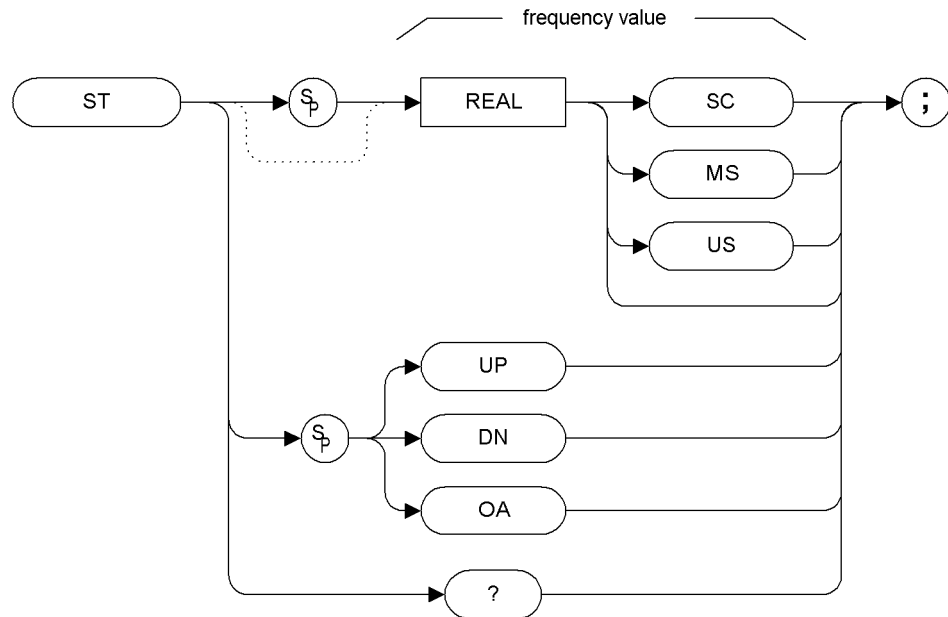 frequency value
ST SP REAL SC ;
MS
US
UP
SP DN
OA
?